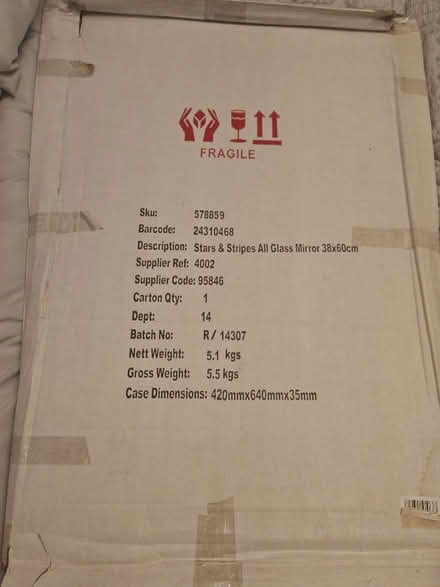 FRAGILE
Sku: 578859
Barcode: 24310468
Description: Stars & Stripes All Glass Mirror 38x60cm
Supplier Ref: 4002
Supplier Code: 95846
Carton Qty: 1
Dept: 14
Batch No: R/ 14307
Nett Weight: 5.1 kgs
Gross Weight: 5.5 kgs
Case Dimensions: 420mmx640mmx35mm